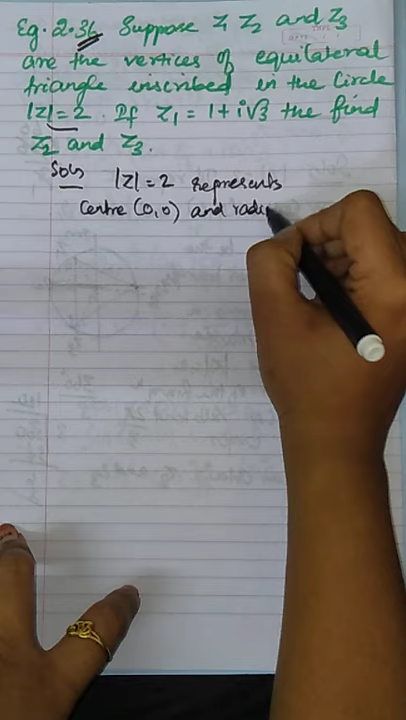 Eg. 2.36 Suppose Z₁ Z₂ and Z₃
are the vertices of equilateral
triangle inscribed in the Circle
|Z|=2. If Z₁ = 1+i√3 the find
Z₂ and Z₃.
Soln |Z|=2 represents
Centre (0,0) and radiu